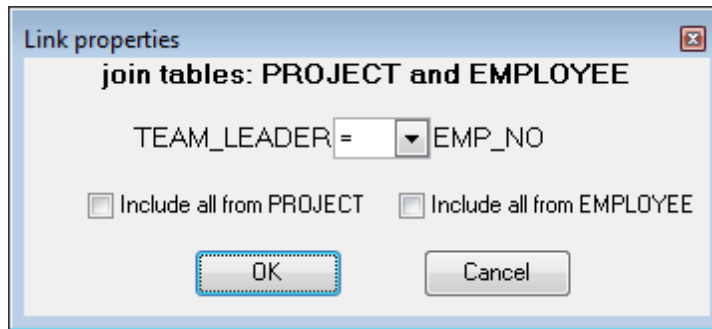 Link properties
join tables: PROJECT and EMPLOYEE
TEAM_LEADER = EMP_NO
Include all from PROJECT Include all from EMPLOYEE
OK Cancel